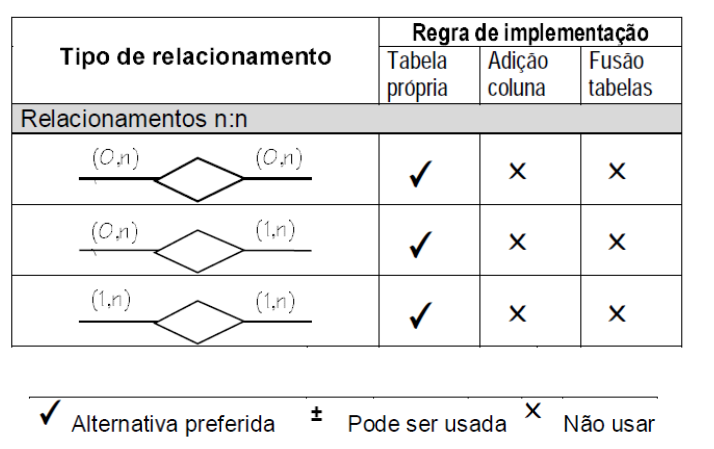 Tipo de relacionamento
Regra de implementação
Tabela própria
Adição coluna
Fusão tabelas
Relacionamentos n:n
(0,n) (0,n) ✓ × ×
(0,n) (1,n) ✓ × ×
(1,n) (1,n) ✓ × ×
✓ Alternativa preferida ± Pode ser usada × Não usar